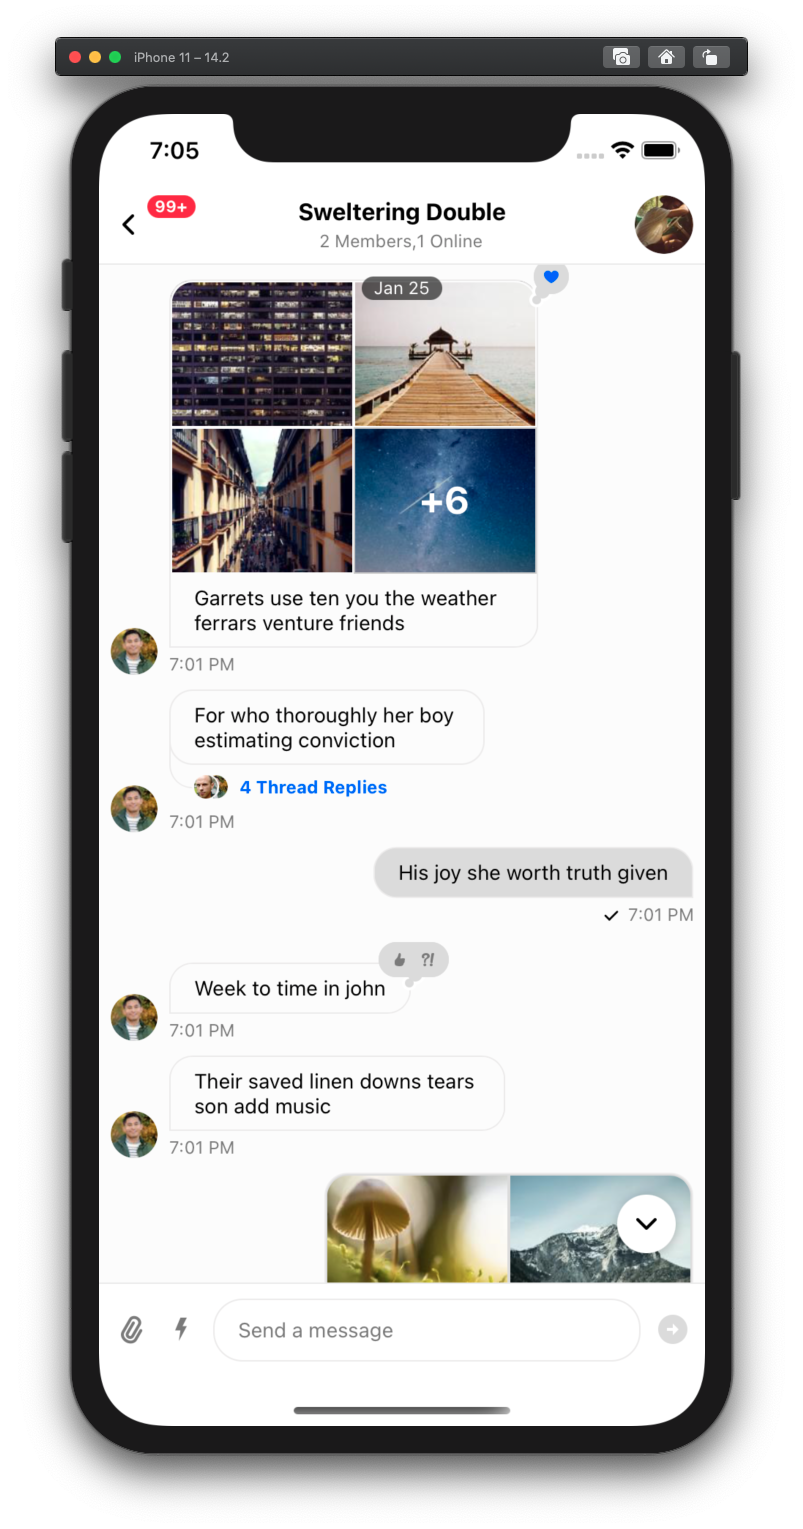 iPhone 11 – 14.2
7:05
99+
Sweltering Double
2 Members,1 Online
Jan 25
+6
Garrets use ten you the weather
ferrars venture friends
7:01 PM
For who thoroughly her boy
estimating conviction
4 Thread Replies
7:01 PM
His joy she worth truth given
7:01 PM
?!
Week to time in john
7:01 PM
Their saved linen downs tears
son add music
7:01 PM
Send a message